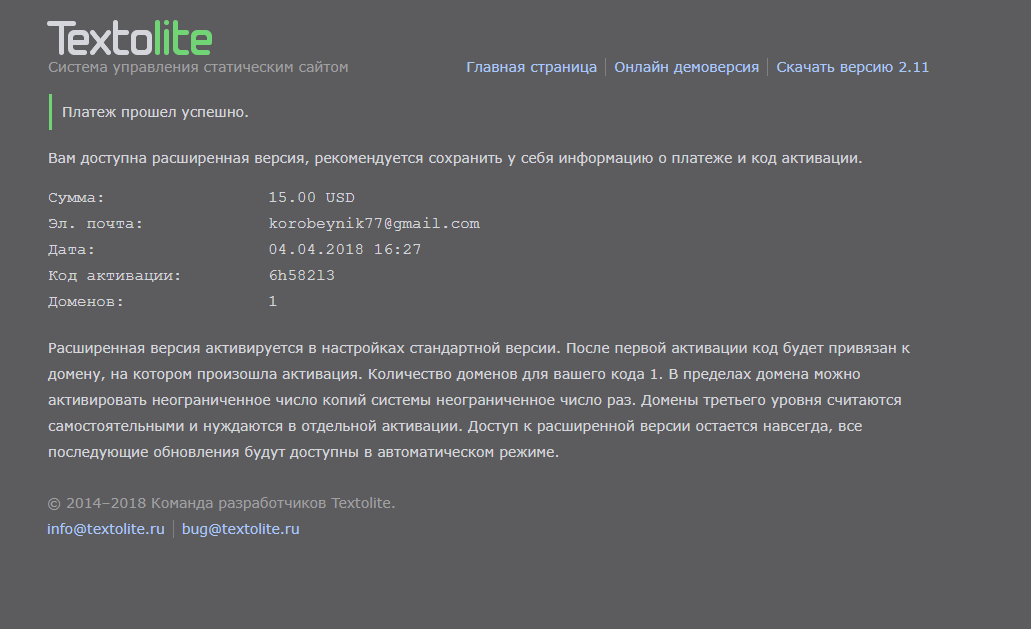 Textolite
Система управления статическим сайтом
Главная страница | Онлайн демоверсия | Скачать версию 2.11
Платеж прошел успешно.
Вам доступна расширенная версия, рекомендуется сохранить у себя информацию о платеже и код активации.
Сумма: 15.00 USD
Эл. почта: korobeynik77@gmail.com
Дата: 04.04.2018 16:27
Код активации: 6h582l3
Доменов: 1
Расширенная версия активируется в настройках стандартной версии. После первой активации код будет привязан к
домену, на котором произошла активация. Количество доменов для вашего кода 1. В пределах домена можно
активировать неограниченное число копий системы неограниченное число раз. Домены третьего уровня считаются
самостоятельными и нуждаются в отдельной активации. Доступ к расширенной версии остается навсегда, все
последующие обновления будут доступны в автоматическом режиме.
© 2014–2018 Команда разработчиков Textolite.
info@textolite.ru | bug@textolite.ru